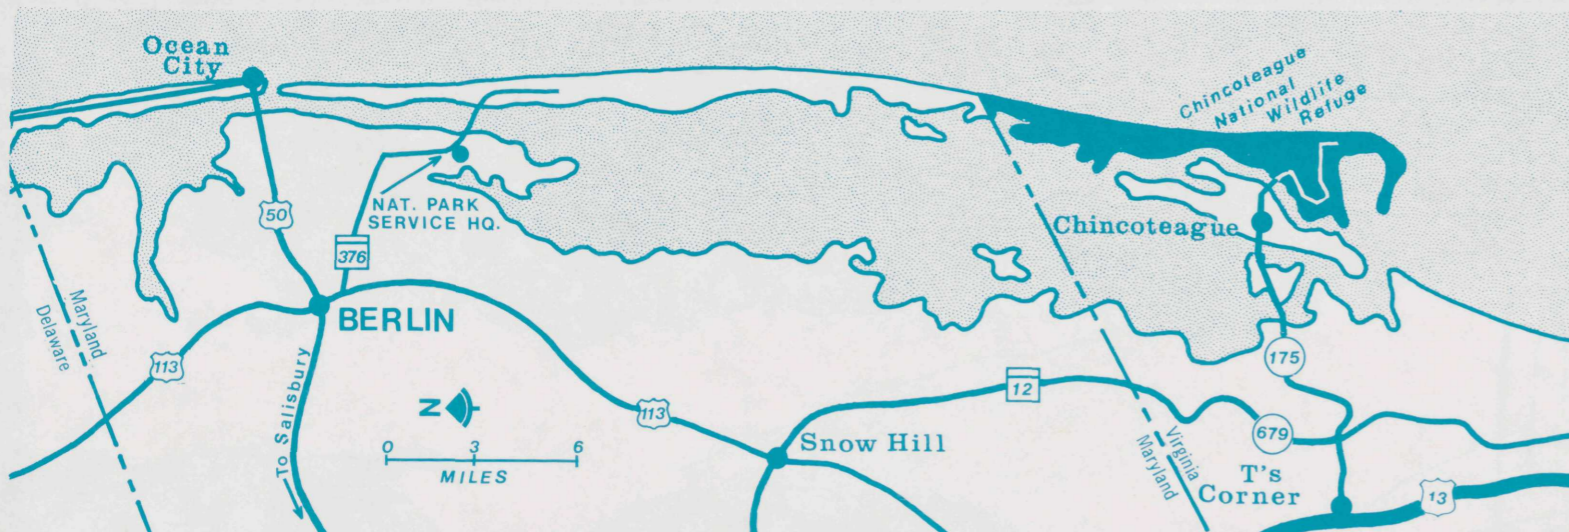 Ocean
City
Chincoteague
National
Wildlife
Refuge
NAT. PARK
SERVICE HQ.
50
376
Chincoteague
Maryland
Delaware
BERLIN
113
175
To Salisbury
N
12
113
0 3 6
MILES
Snow Hill
679
Virginia
Maryland
T's
Corner
13